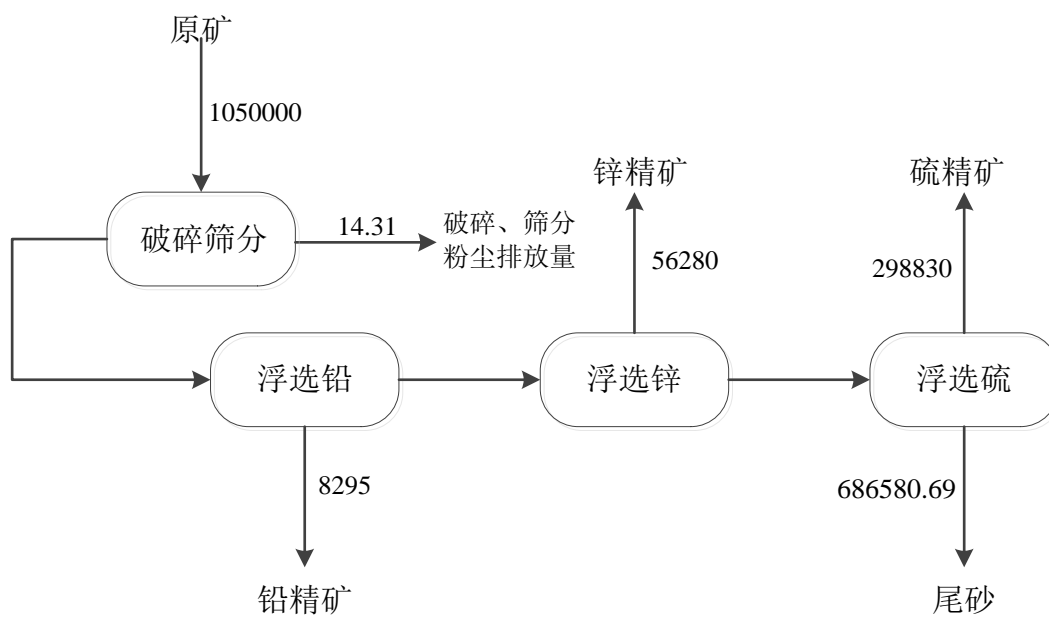 原矿
1050000
锌精矿
硫精矿
破碎筛分
14.31
破碎、筛分
粉尘排放量
56280
298830
浮选铅
浮选锌
浮选硫
8295
686580.69
铅精矿
尾砂